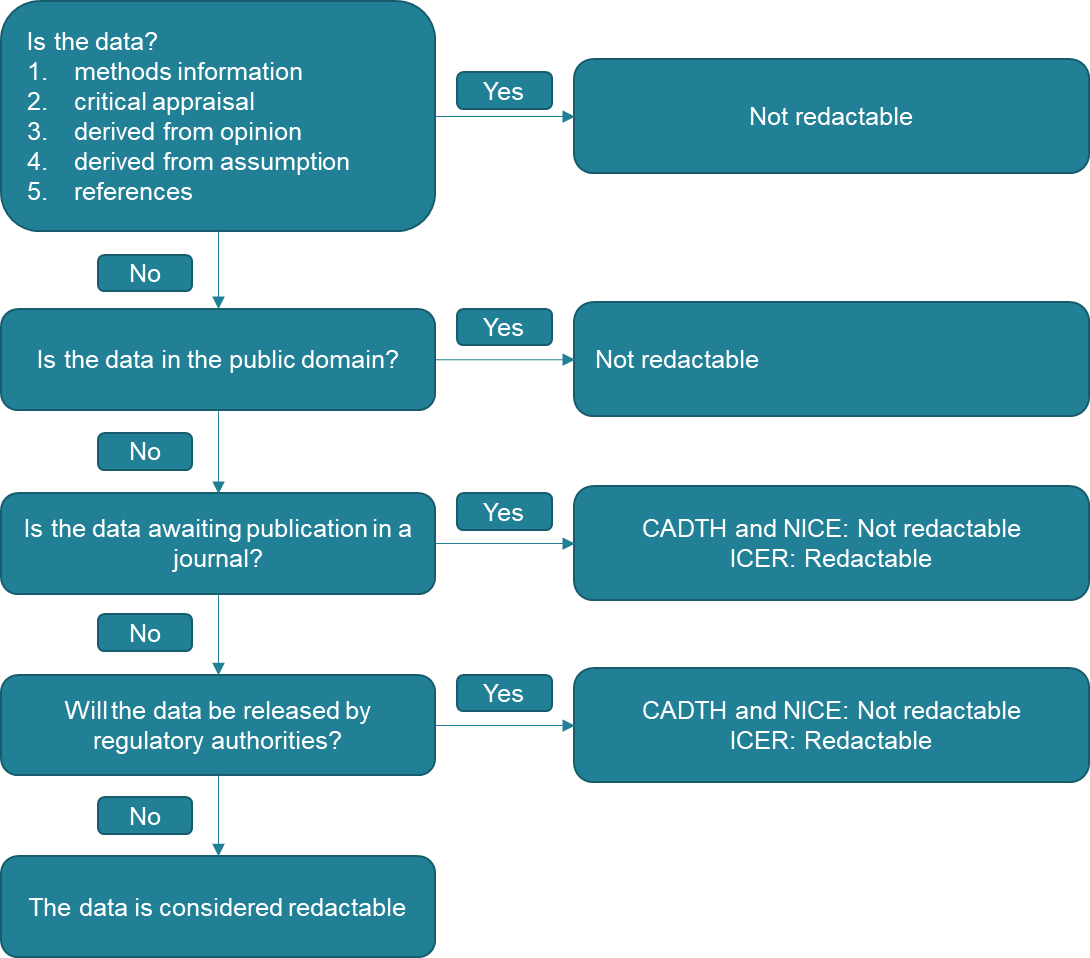 Is the data?
1. methods information
2. critical appraisal
3. derived from opinion
4. derived from assumption
5. references
Yes
Not redactable
No
Is the data in the public domain?
Yes
Not redactable
No
Is the data awaiting publication in a
journal?
Yes
CADTH and NICE: Not redactable
ICER: Redactable
No
Will the data be released by
regulatory authorities?
Yes
CADTH and NICE: Not redactable
ICER: Redactable
No
The data is considered redactable